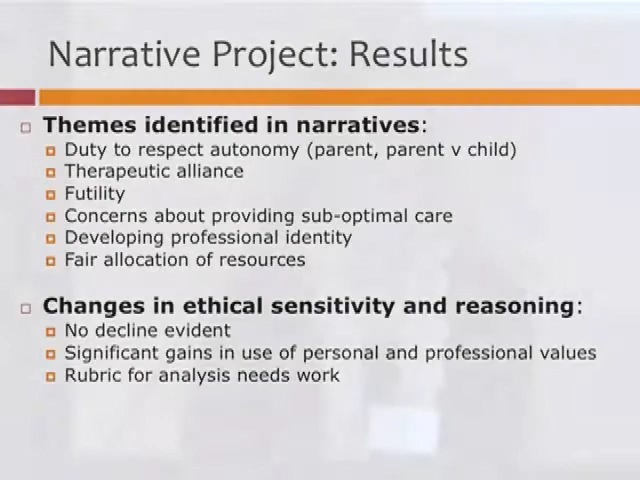 Narrative Project: Results
Themes identified in narratives:
Duty to respect autonomy (parent, parent v child)
Therapeutic alliance
Futility
Concerns about providing sub-optimal care
Developing professional identity
Fair allocation of resources
Changes in ethical sensitivity and reasoning:
No decline evident
Significant gains in use of personal and professional values
Rubric for analysis needs work